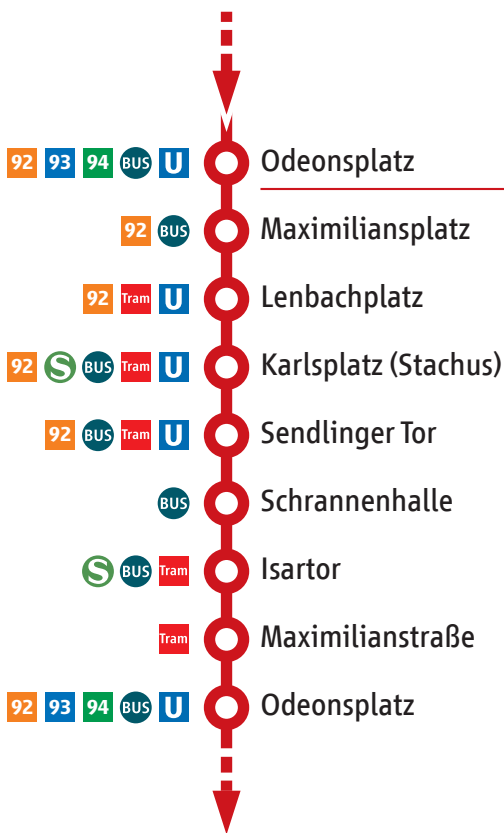 92 93 94 BUS U Odeonsplatz
92 BUS Maximiliansplatz
92 Tram U Lenbachplatz
92 S BUS Tram U Karlsplatz (Stachus)
92 BUS Tram U Sendlinger Tor
BUS Schrannenhalle
S BUS Tram Isartor
Tram Maximilianstraße
92 93 94 BUS U Odeonsplatz